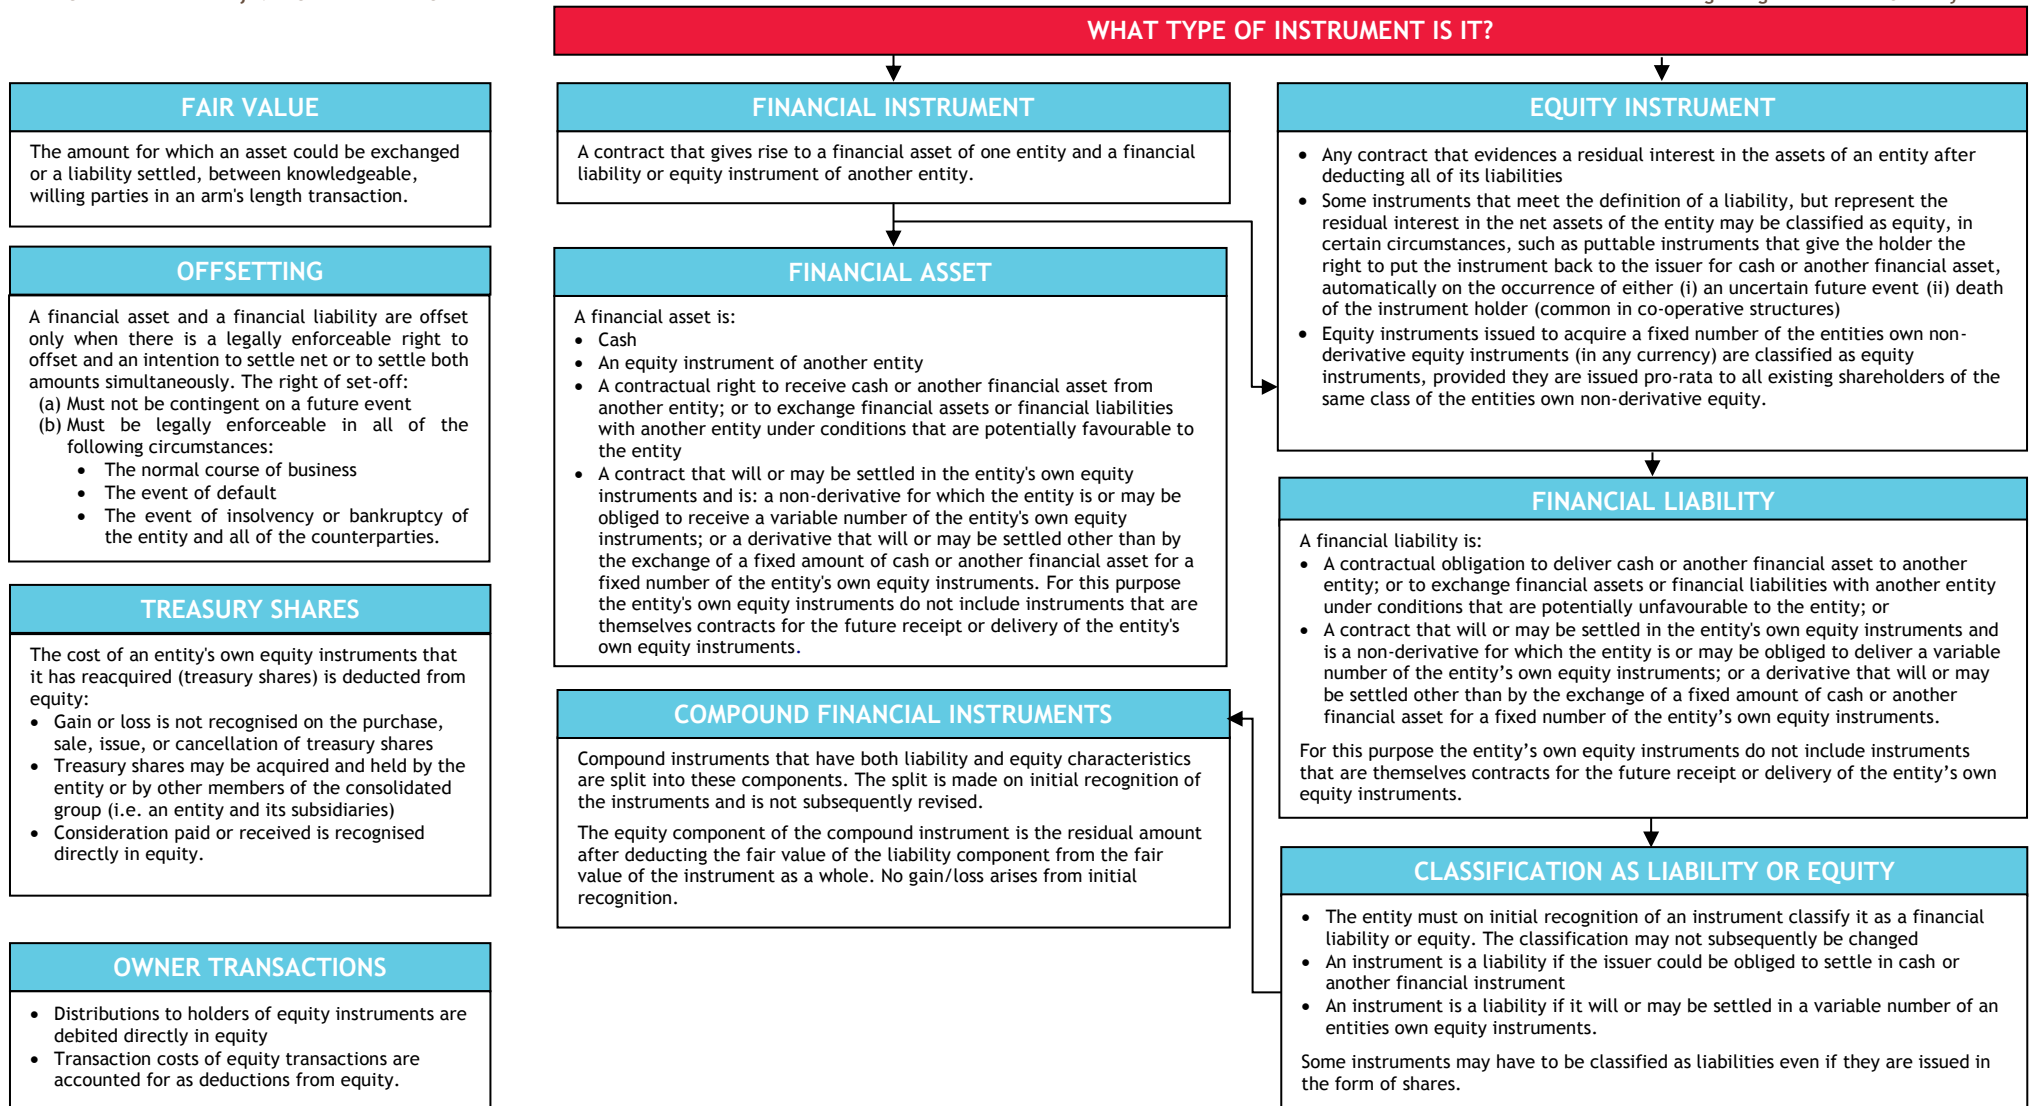 WHAT TYPE OF INSTRUMENT IS IT?
FAIR VALUE
The amount for which an asset could be exchanged
or a liability settled, between knowledgeable,
willing parties in an arm's length transaction.
OFFSETTING
A financial asset and a financial liability are offset
only when there is a legally enforceable right to
offset and an intention to settle net or to settle both
amounts simultaneously. The right of set-off:
(a) Must not be contingent on a future event
(b) Must be legally enforceable in all of the
following circumstances:
• The normal course of business
• The event of default
• The event of insolvency or bankruptcy of
the entity and all of the counterparties.
TREASURY SHARES
The cost of an entity's own equity instruments that
it has reacquired (treasury shares) is deducted from
equity:
• Gain or loss is not recognised on the purchase,
sale, issue, or cancellation of treasury shares
• Treasury shares may be acquired and held by the
entity or by other members of the consolidated
group (i.e. an entity and its subsidiaries)
• Consideration paid or received is recognised
directly in equity.
OWNER TRANSACTIONS
• Distributions to holders of equity instruments are
debited directly in equity
• Transaction costs of equity transactions are
accounted for as deductions from equity.
FINANCIAL INSTRUMENT
A contract that gives rise to a financial asset of one entity and a financial
liability or equity instrument of another entity.
FINANCIAL ASSET
A financial asset is:
• Cash
• An equity instrument of another entity
• A contractual right to receive cash or another financial asset from
another entity; or to exchange financial assets or financial liabilities
with another entity under conditions that are potentially favourable to
the entity
• A contract that will or may be settled in the entity's own equity
instruments and is: a non-derivative for which the entity is or may be
obliged to receive a variable number of the entity's own equity
instruments; or a derivative that will or may be settled other than by
the exchange of a fixed amount of cash or another financial asset for a
fixed number of the entity's own equity instruments. For this purpose
the entity's own equity instruments do not include instruments that are
themselves contracts for the future receipt or delivery of the entity's
own equity instruments.
COMPOUND FINANCIAL INSTRUMENTS
Compound instruments that have both liability and equity characteristics
are split into these components. The split is made on initial recognition of
the instruments and is not subsequently revised.
The equity component of the compound instrument is the residual amount
after deducting the fair value of the liability component from the fair
value of the instrument as a whole. No gain/loss arises from initial
recognition.
EQUITY INSTRUMENT
• Any contract that evidences a residual interest in the assets of an entity after
deducting all of its liabilities
• Some instruments that meet the definition of a liability, but represent the
residual interest in the net assets of the entity may be classified as equity, in
certain circumstances, such as puttable instruments that give the holder the
right to put the instrument back to the issuer for cash or another financial asset,
automatically on the occurrence of either (i) an uncertain future event (ii) death
of the instrument holder (common in co-operative structures)
• Equity instruments issued to acquire a fixed number of the entities own non-
derivative equity instruments (in any currency) are classified as equity
instruments, provided they are issued pro-rata to all existing shareholders of the
same class of the entities own non-derivative equity.
FINANCIAL LIABILITY
A financial liability is:
• A contractual obligation to deliver cash or another financial asset to another
entity; or to exchange financial assets or financial liabilities with another entity
under conditions that are potentially unfavourable to the entity; or
• A contract that will or may be settled in the entity's own equity instruments and
is a non-derivative for which the entity is or may be obliged to deliver a variable
number of the entity’s own equity instruments; or a derivative that will or may
be settled other than by the exchange of a fixed amount of cash or another
financial asset for a fixed number of the entity’s own equity instruments.
For this purpose the entity’s own equity instruments do not include instruments
that are themselves contracts for the future receipt or delivery of the entity’s own
equity instruments.
CLASSIFICATION AS LIABILITY OR EQUITY
• The entity must on initial recognition of an instrument classify it as a financial
liability or equity. The classification may not subsequently be changed
• An instrument is a liability if the issuer could be obliged to settle in cash or
another financial instrument
• An instrument is a liability if it will or may be settled in a variable number of an
entities own equity instruments.
Some instruments may have to be classified as liabilities even if they are issued in
the form of shares.